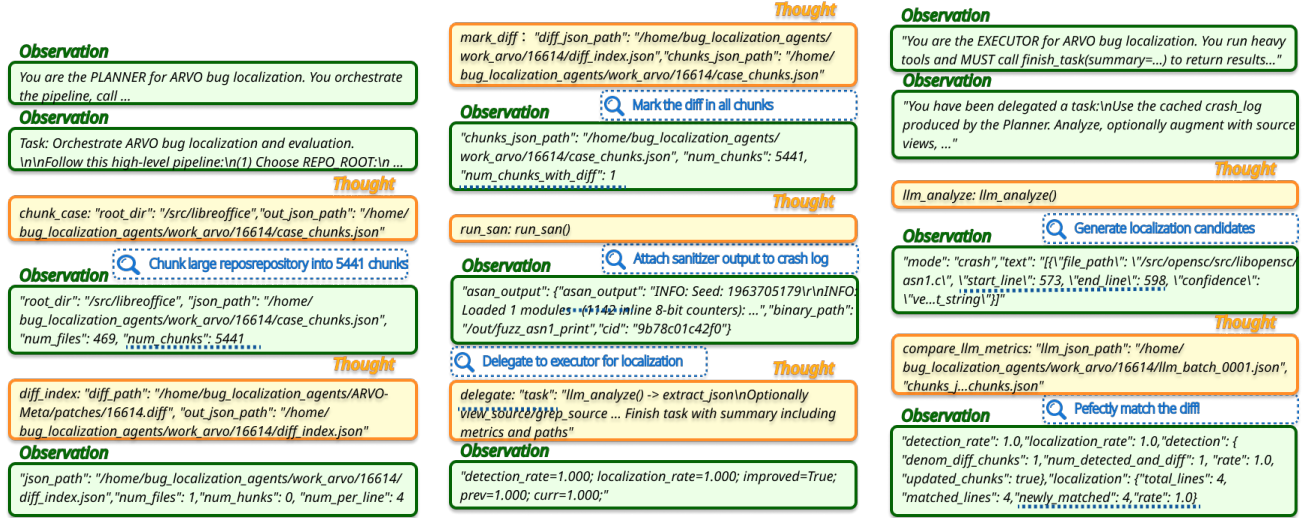 Observation
You are the PLANNER for ARVO bug localization. You orchestrate
the pipeline, call ...
Observation
Task: Orchestrate ARVO bug localization and evaluation.
\n\nFollow this high-level pipeline:\n(1) Choose REPO_ROOT:\n ...
Thought
chunk_case: "root_dir": "/src/libreoffice","out_json_path": "/home/
bug_localization_agents/work_arvo/16614/case_chunks.json"
Chunk large reposrepository into 5441 chunks
Observation
"root_dir": "/src/libreoffice", "json_path": "/home/
bug_localization_agents/work_arvo/16614/case_chunks.json",
"num_files": 469, "num_chunks": 5441
Thought
diff_index: "diff_path": "/home/bug_localization_agents/ARVO-
Meta/patches/16614.diff", "out_json_path": "/home/
bug_localization_agents/work_arvo/16614/diff_index.json"
Observation
"json_path": "/home/bug_localization_agents/work_arvo/16614/
diff_index.json","num_files": 1,"num_hunks": 0, "num_per_line": 4
Thought
mark_diff： "diff_json_path": "/home/bug_localization_agents/
work_arvo/16614/diff_index.json","chunks_json_path": "/home/
bug_localization_agents/work_arvo/16614/case_chunks.json"
Mark the diff in all chunks
Observation
"chunks_json_path": "/home/bug_localization_agents/
work_arvo/16614/case_chunks.json", "num_chunks": 5441,
"num_chunks_with_diff": 1
Thought
run_san: run_san()
Attach sanitizer output to crash log
Observation
"asan_output": {"asan_output": "INFO: Seed: 1963705179\r\nINFO:
Loaded 1 modules (1142 inline 8-bit counters): ...","binary_path":
"/out/fuzz_asn1_print","cid": "9b78c01c42f0"}
Delegate to executor for localization
Thought
delegate: "task": "llm_analyze() -> extract_json\nOptionally
view_source/grep_source ... Finish task with summary including
metrics and paths"
Observation
"detection_rate=1.000; localization_rate=1.000; improved=True;
prev=1.000; curr=1.000;"
Observation
"You are the EXECUTOR for ARVO bug localization. You run heavy
tools and MUST call finish_task(summary=...) to return results..."
Observation
"You have been delegated a task:\nUse the cached crash_log
produced by the Planner. Analyze, optionally augment with source
views, ..."
Thought
llm_analyze: llm_analyze()
Generate localization candidates
Observation
"mode": "crash","text": "[{\"file_path\": \"/src/opensc/src/libopensc/
asn1.c\", \"start_line\": 573, \"end_line\": 598, \"confidence\":
\"ve...t_string\"}]"
Thought
compare_llm_metrics: "llm_json_path": "/home/
bug_localization_agents/work_arvo/16614/llm_batch_0001.json",
"chunks_j...chunks.json"
Pefectly match the diff!
Observation
"detection_rate": 1.0,"localization_rate": 1.0,"detection": {
"denom_diff_chunks": 1,"num_detected_and_diff": 1, "rate": 1.0,
"updated_chunks": true},"localization": {"total_lines": 4,
"matched_lines": 4,"newly_matched": 4,"rate": 1.0}